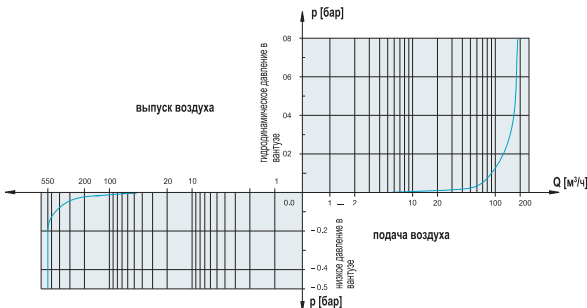 p [бар]
08
06
04
02
гидродинамическое давление в
вантузе
выпуск воздуха
550 200 100 20 10 1
0.0
1 2 10 20 100 200
Q [м³/ч]
подача воздуха
– 0.2
– 0.4
– 0.5
низкое давление в
вантузе
p [бар]